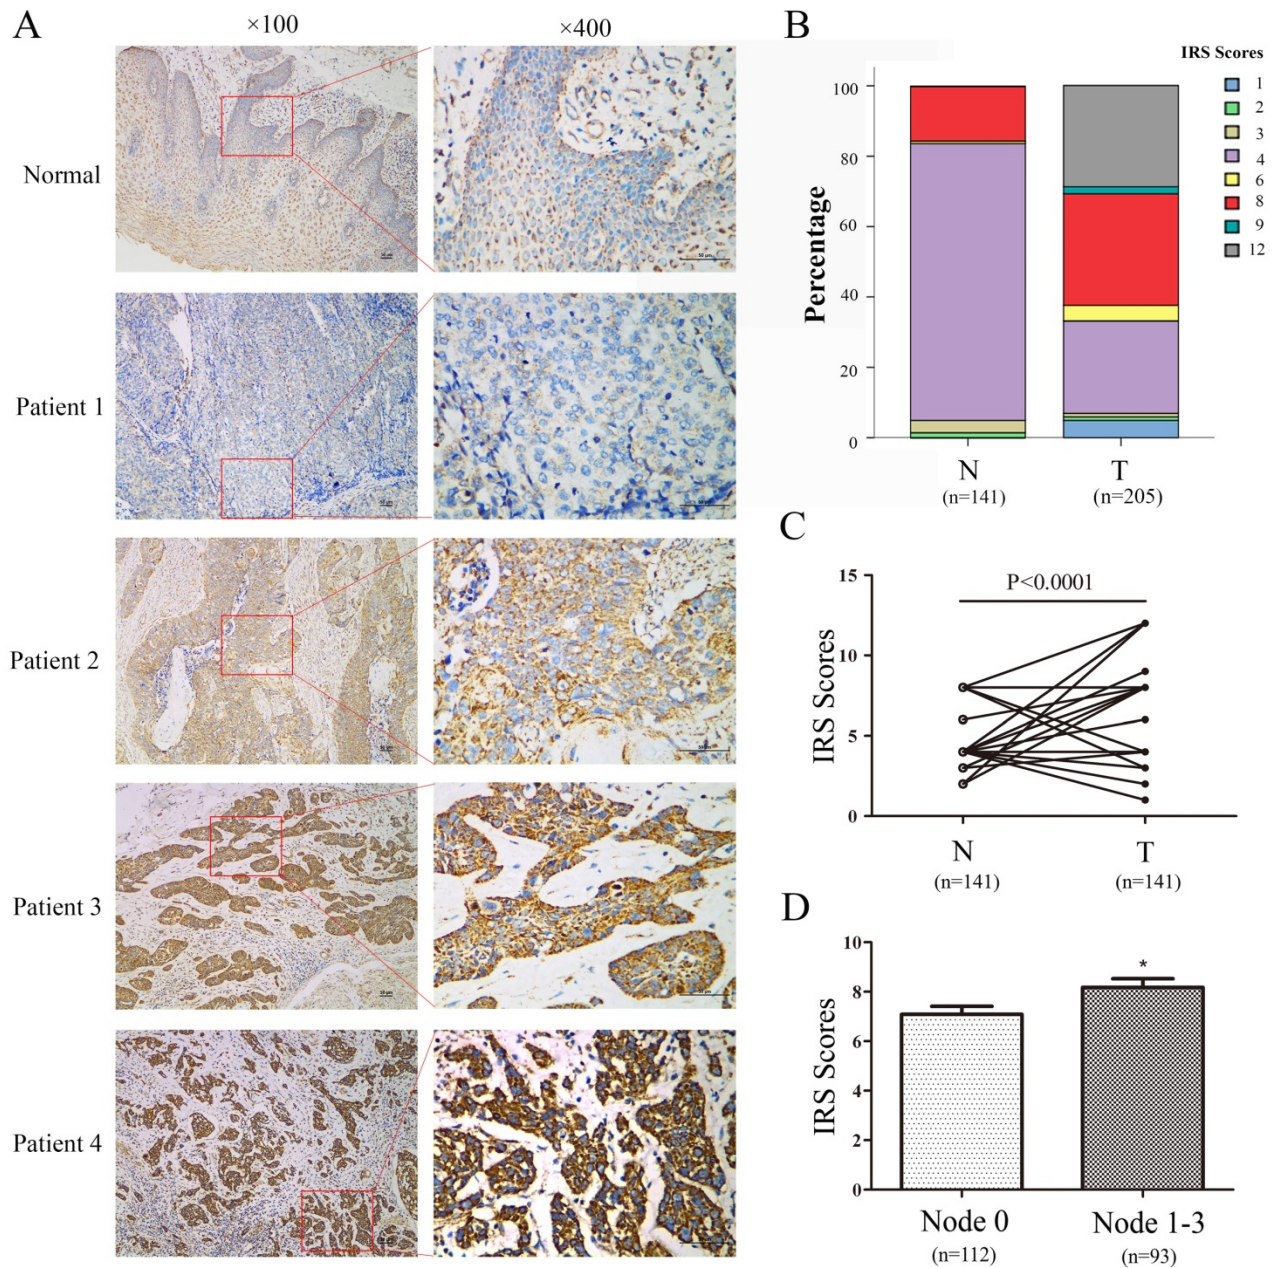 A
×100
×400
Normal
Patient 1
Patient 2
Patient 3
Patient 4
B
IRS Scores
1
2
3
4
6
8
9
12
Percentage
100
80
60
40
20
0
N
T
(n=141)
(n=205)
C
IRS Scores
15
10
5
0
P<0.0001
N
T
(n=141)
(n=141)
D
IRS Scores
10
8
6
4
2
0
*
Node 0
Node 1-3
(n=112)
(n=93)